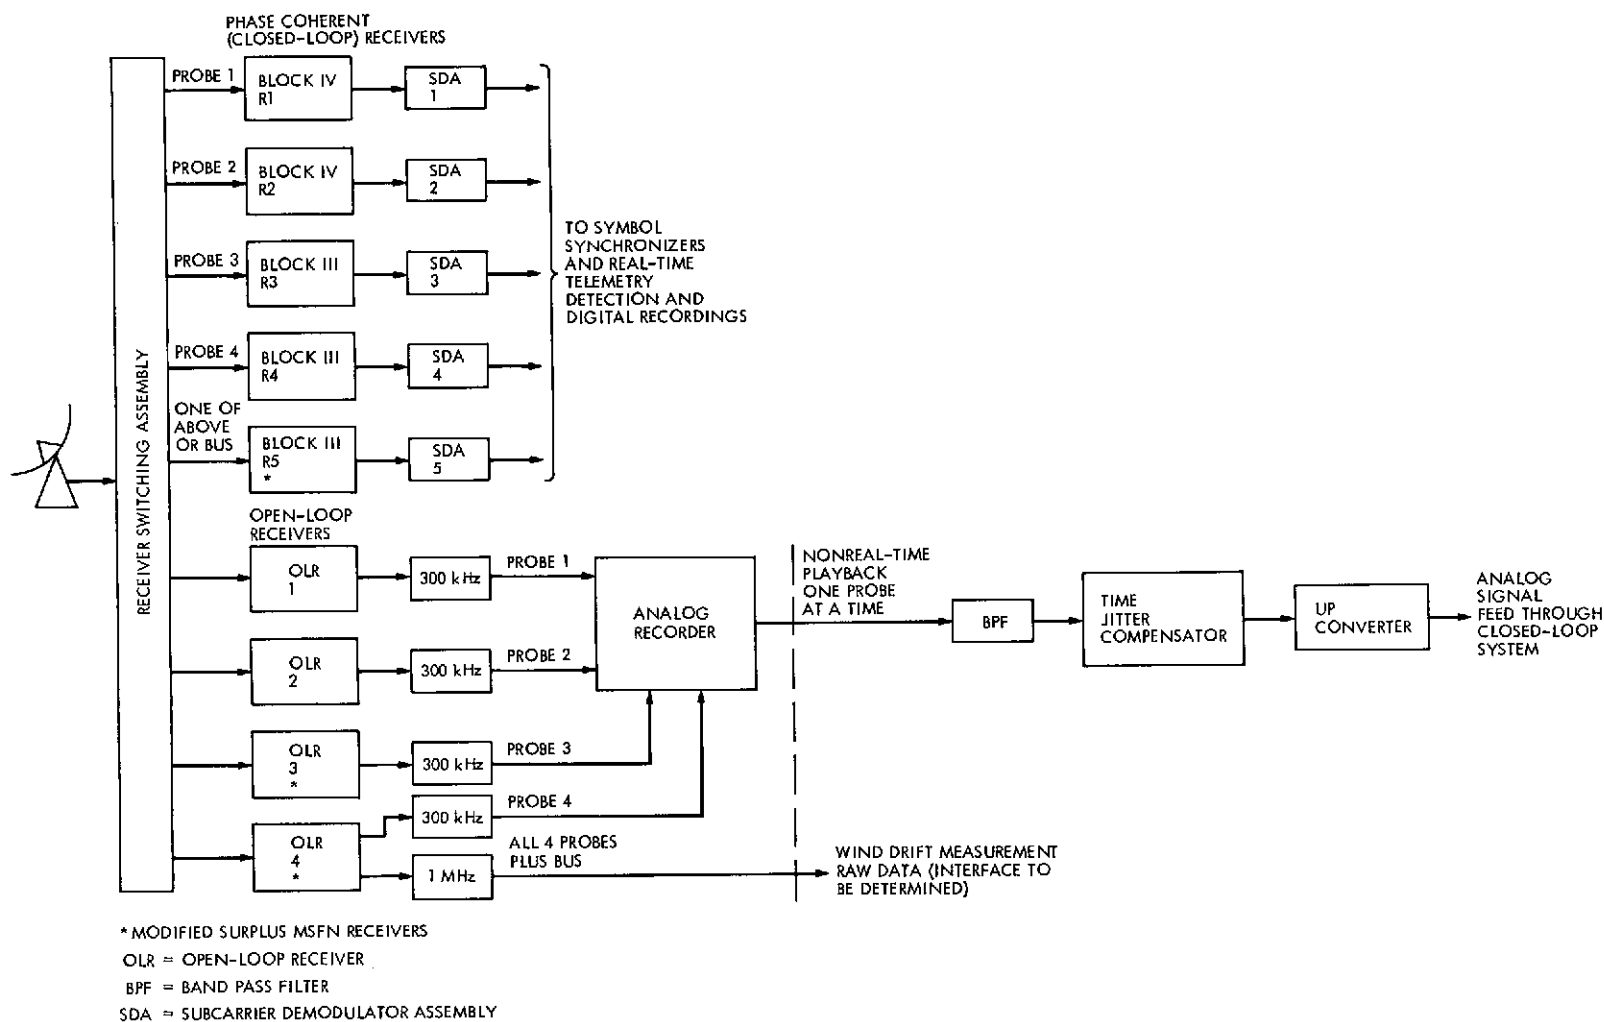 PHASE COHERENT
(CLOSED-LOOP) RECEIVERS
RECEIVER SWITCHING ASSEMBLY
PROBE 1
BLOCK IV
R1
SDA
1
PROBE 2
BLOCK IV
R2
SDA
2
PROBE 3
BLOCK III
R3
SDA
3
PROBE 4
BLOCK III
R4
SDA
4
ONE OF
ABOVE
OR BUS
BLOCK III
R5
*
SDA
5
TO SYMBOL
SYNCHRONIZERS
AND REAL-TIME
TELEMETRY
DETECTION AND
DIGITAL RECORDINGS
OPEN-LOOP
RECEIVERS
OLR
1
300 kHz
PROBE 1
OLR
2
300 kHz
PROBE 2
OLR
3
*
300 kHz
PROBE 3
OLR
4
*
300 kHz
PROBE 4
1 MHz
ALL 4 PROBES
PLUS BUS
ANALOG
RECORDER
NONREAL-TIME
PLAYBACK
ONE PROBE
AT A TIME
BPF
TIME
JITTER
COMPENSATOR
UP
CONVERTER
ANALOG
SIGNAL
FEED THROUGH
CLOSED-LOOP
SYSTEM
WIND DRIFT MEASUREMENT
RAW DATA (INTERFACE TO
BE DETERMINED)
* MODIFIED SURPLUS MSFN RECEIVERS
OLR = OPEN-LOOP RECEIVER
BPF = BAND PASS FILTER
SDA = SUBCARRIER DEMODULATOR ASSEMBLY